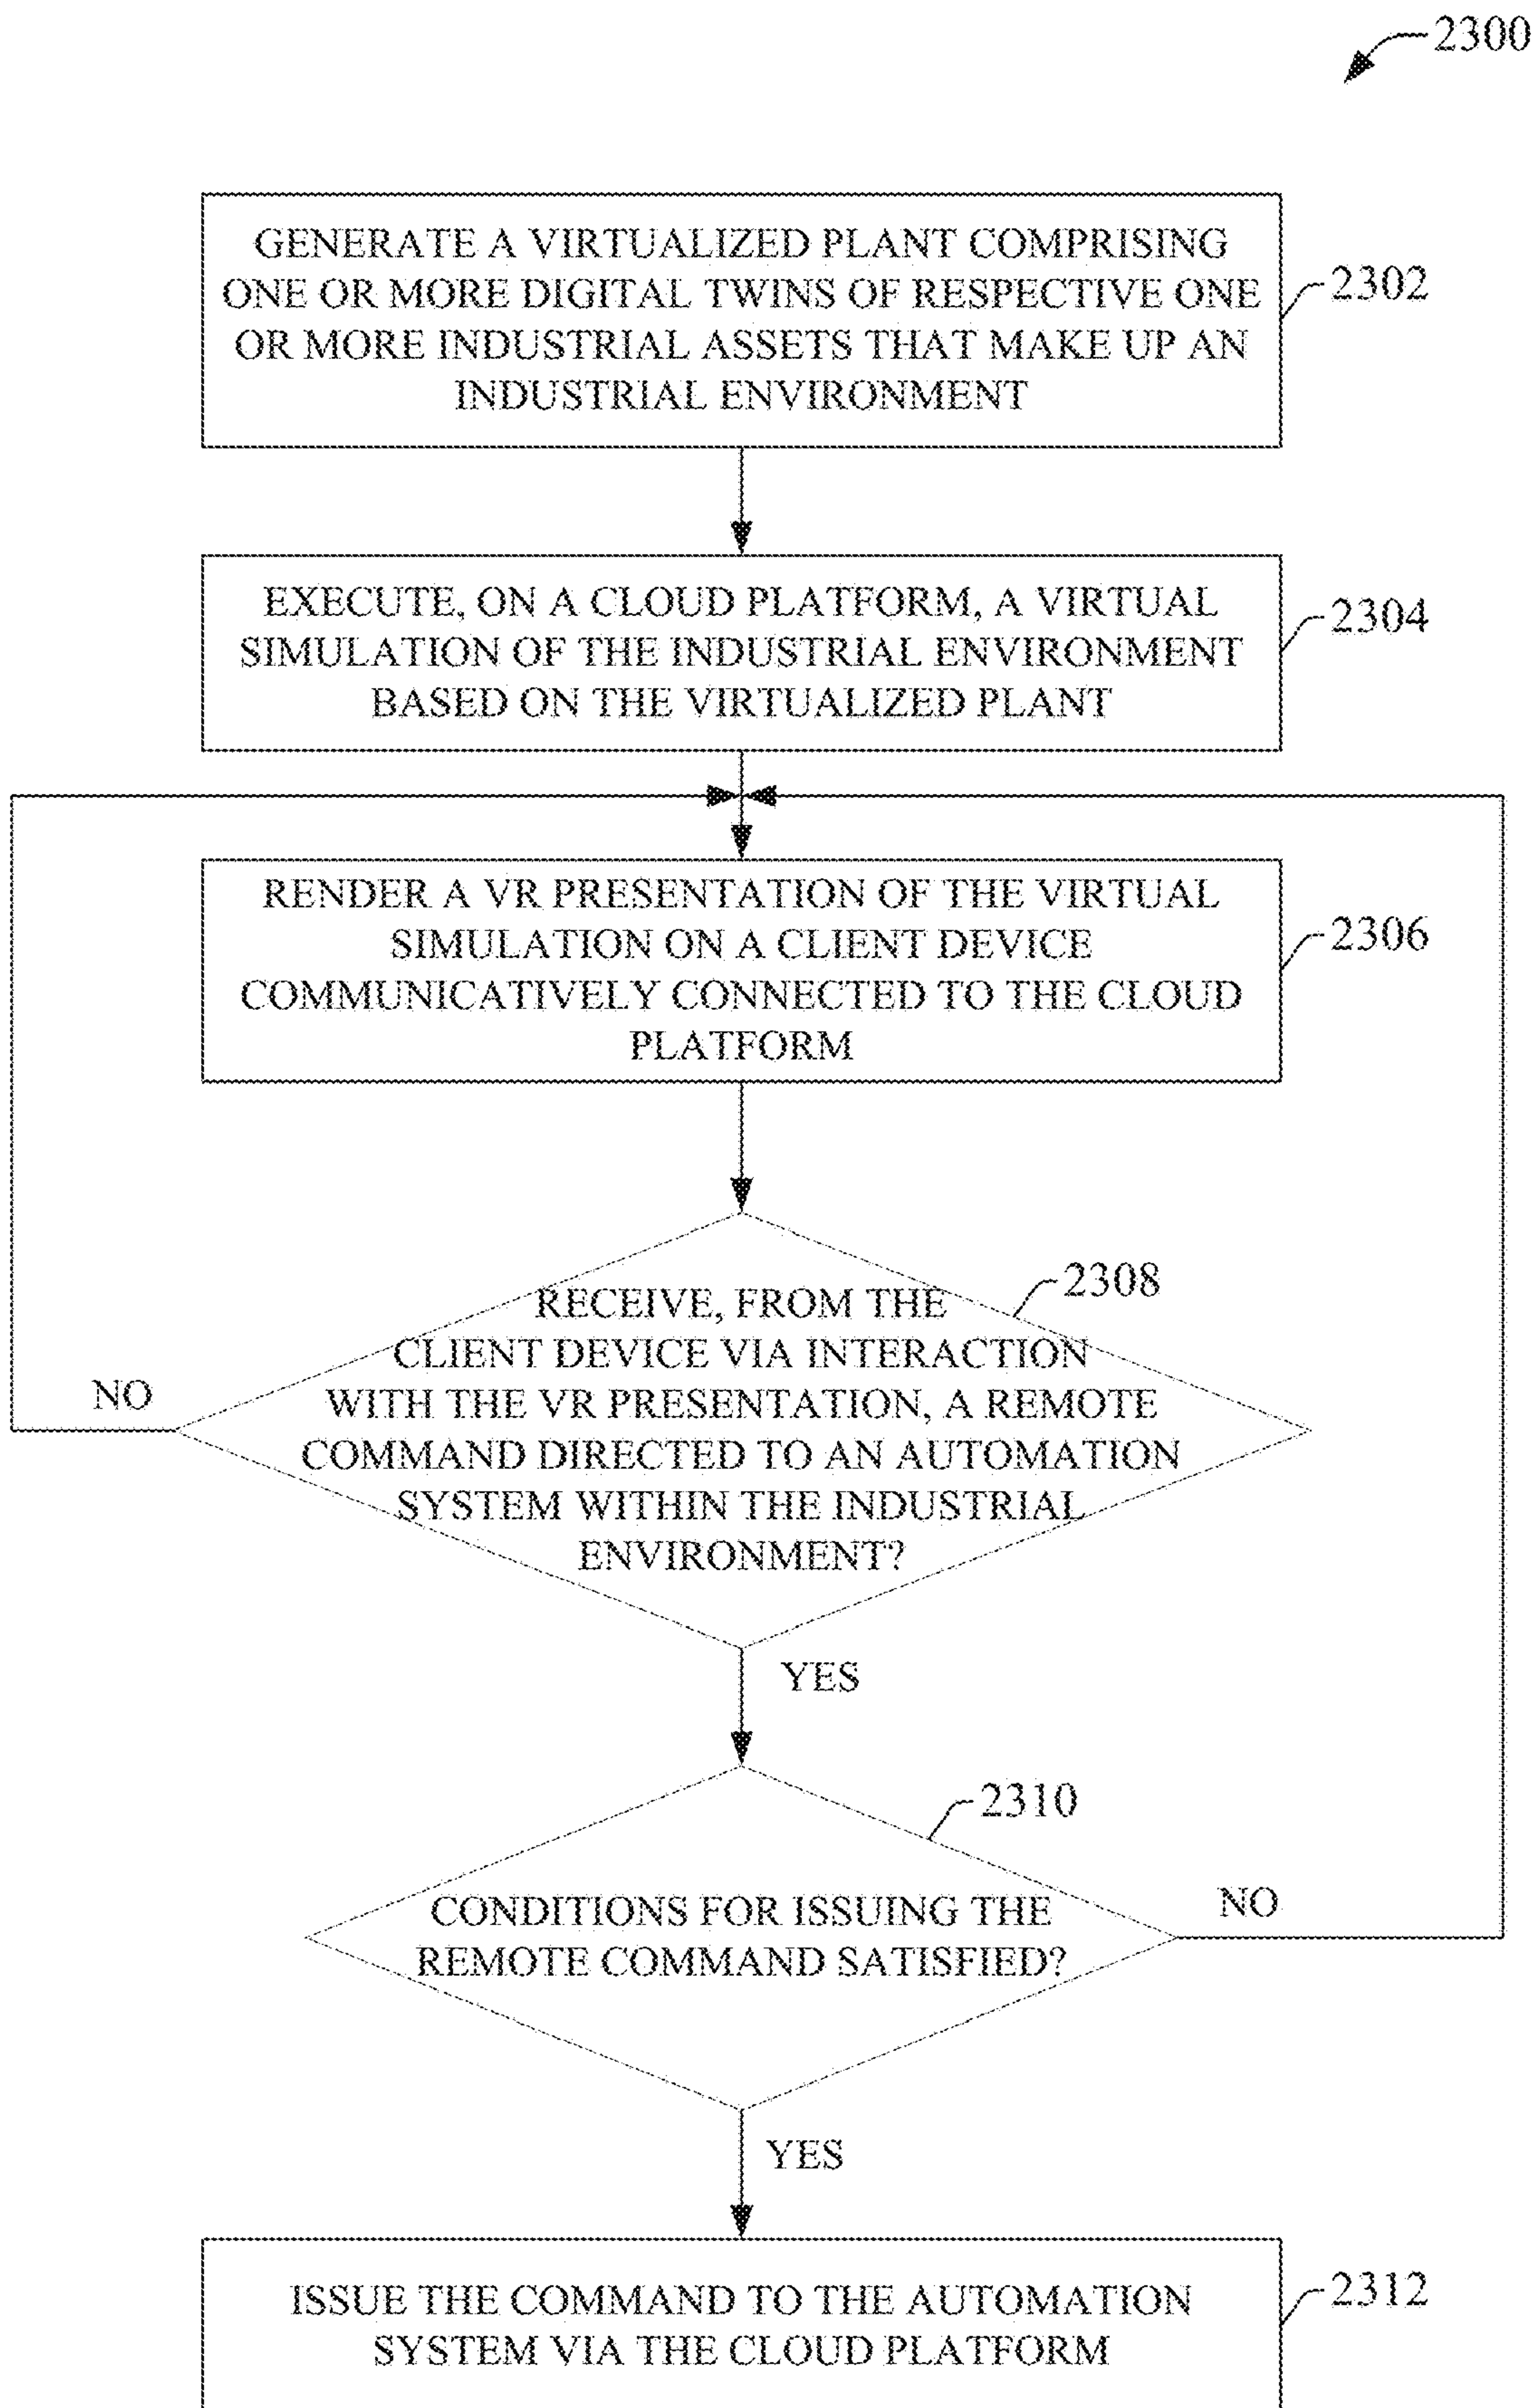 2300
GENERATE A VIRTUALIZED PLANT COMPRISING
ONE OR MORE DIGITAL TWINS OF RESPECTIVE ONE
OR MORE INDUSTRIAL ASSETS THAT MAKE UP AN
INDUSTRIAL ENVIRONMENT
2302
EXECUTE, ON A CLOUD PLATFORM, A VIRTUAL
SIMULATION OF THE INDUSTRIAL ENVIRONMENT
BASED ON THE VIRTUALIZED PLANT
2304
RENDER A VR PRESENTATION OF THE VIRTUAL
SIMULATION ON A CLIENT DEVICE
COMMUNICATIVELY CONNECTED TO THE CLOUD
PLATFORM
2306
RECEIVE, FROM THE
CLIENT DEVICE VIA INTERACTION
WITH THE VR PRESENTATION, A REMOTE
COMMAND DIRECTED TO AN AUTOMATION
SYSTEM WITHIN THE INDUSTRIAL
ENVIRONMENT?
2308
NO
YES
CONDITIONS FOR ISSUING THE
REMOTE COMMAND SATISFIED?
2310
NO
YES
ISSUE THE COMMAND TO THE AUTOMATION
SYSTEM VIA THE CLOUD PLATFORM
2312